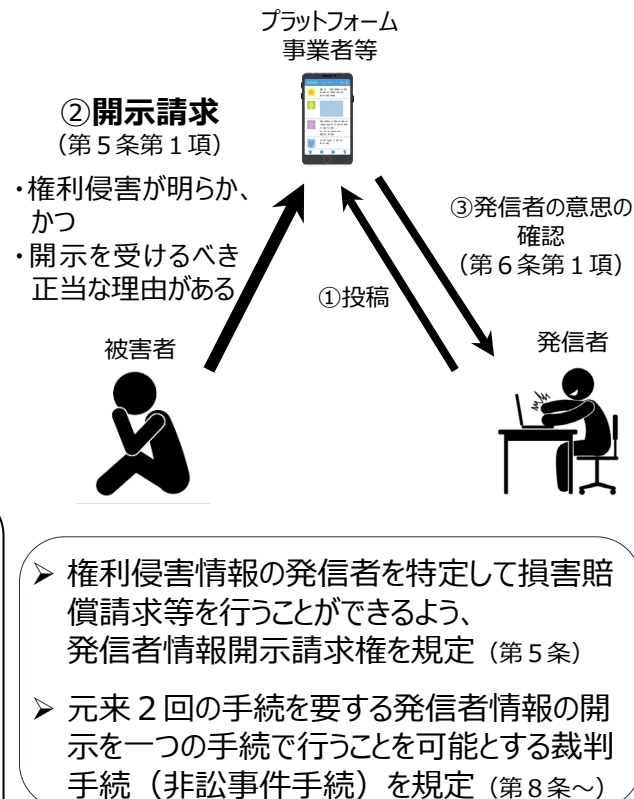 プラットフォーム
事業者等
②開示請求
（第５条第１項）
・権利侵害が明らか、
かつ
・開示を受けるべき
正当な理由がある
③発信者の意思の
確認
（第６条第１項）
①投稿
被害者
発信者
➢ 権利侵害情報の発信者を特定して損害賠
償請求等を行うことができるよう、
発信者情報開示請求権を規定（第５条）
➢ 元来２回の手続を要する発信者情報の開
示を一つの手続で行うことを可能とする裁判
手続（非訟事件手続）を規定（第８条～）